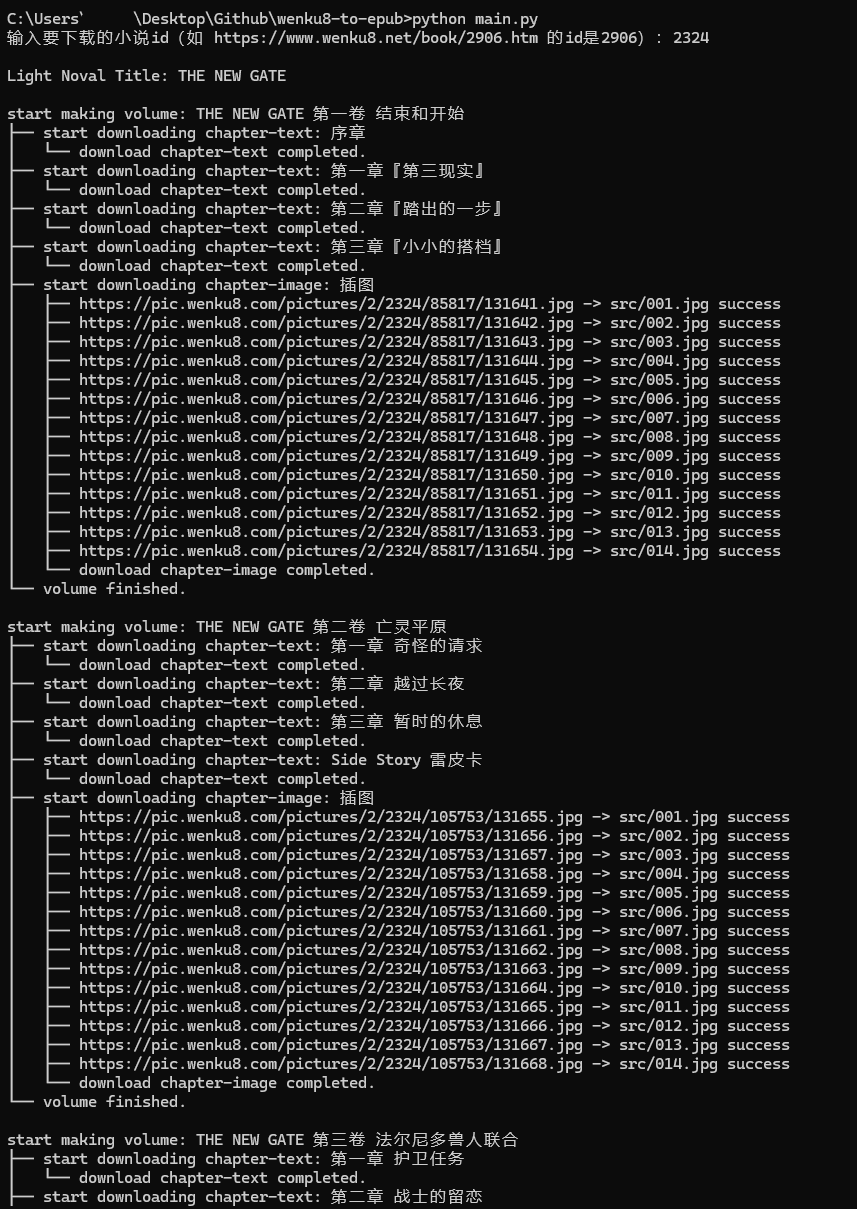 C:\Users` \Desktop\Github\wenku8-to-epub>python main.py
输入要下载的小说id（如 https://www.wenku8.net/book/2906.htm 的id是2906）: 2324
Light Noval Title: THE NEW GATE
start making volume: THE NEW GATE 第一卷 结束和开始
├── start downloading chapter-text: 序章
│   └── download chapter-text completed.
├── start downloading chapter-text: 第一章『第三现实』
│   └── download chapter-text completed.
├── start downloading chapter-text: 第二章『踏出的一步』
│   └── download chapter-text completed.
├── start downloading chapter-text: 第三章『小小的搭档』
│   └── download chapter-text completed.
├── start downloading chapter-image: 插图
│   ├── https://pic.wenku8.com/pictures/2/2324/85817/131641.jpg -> src/001.jpg success
│   ├── https://pic.wenku8.com/pictures/2/2324/85817/131642.jpg -> src/002.jpg success
│   ├── https://pic.wenku8.com/pictures/2/2324/85817/131643.jpg -> src/003.jpg success
│   ├── https://pic.wenku8.com/pictures/2/2324/85817/131644.jpg -> src/004.jpg success
│   ├── https://pic.wenku8.com/pictures/2/2324/85817/131645.jpg -> src/005.jpg success
│   ├── https://pic.wenku8.com/pictures/2/2324/85817/131646.jpg -> src/006.jpg success
│   ├── https://pic.wenku8.com/pictures/2/2324/85817/131647.jpg -> src/007.jpg success
│   ├── https://pic.wenku8.com/pictures/2/2324/85817/131648.jpg -> src/008.jpg success
│   ├── https://pic.wenku8.com/pictures/2/2324/85817/131649.jpg -> src/009.jpg success
│   ├── https://pic.wenku8.com/pictures/2/2324/85817/131650.jpg -> src/010.jpg success
│   ├── https://pic.wenku8.com/pictures/2/2324/85817/131651.jpg -> src/011.jpg success
│   ├── https://pic.wenku8.com/pictures/2/2324/85817/131652.jpg -> src/012.jpg success
│   ├── https://pic.wenku8.com/pictures/2/2324/85817/131653.jpg -> src/013.jpg success
│   ├── https://pic.wenku8.com/pictures/2/2324/85817/131654.jpg -> src/014.jpg success
│   └── download chapter-image completed.
└── volume finished.
start making volume: THE NEW GATE 第二卷 亡灵平原
├── start downloading chapter-text: 第一章 奇怪的请求
│   └── download chapter-text completed.
├── start downloading chapter-text: 第二章 越过长夜
│   └── download chapter-text completed.
├── start downloading chapter-text: 第三章 暂时的休息
│   └── download chapter-text completed.
├── start downloading chapter-text: Side Story 雷皮卡
│   └── download chapter-text completed.
├── start downloading chapter-image: 插图
│   ├── https://pic.wenku8.com/pictures/2/2324/105753/131655.jpg -> src/001.jpg success
│   ├── https://pic.wenku8.com/pictures/2/2324/105753/131656.jpg -> src/002.jpg success
│   ├── https://pic.wenku8.com/pictures/2/2324/105753/131657.jpg -> src/003.jpg success
│   ├── https://pic.wenku8.com/pictures/2/2324/105753/131658.jpg -> src/004.jpg success
│   ├── https://pic.wenku8.com/pictures/2/2324/105753/131659.jpg -> src/005.jpg success
│   ├── https://pic.wenku8.com/pictures/2/2324/105753/131660.jpg -> src/006.jpg success
│   ├── https://pic.wenku8.com/pictures/2/2324/105753/131661.jpg -> src/007.jpg success
│   ├── https://pic.wenku8.com/pictures/2/2324/105753/131662.jpg -> src/008.jpg success
│   ├── https://pic.wenku8.com/pictures/2/2324/105753/131663.jpg -> src/009.jpg success
│   ├── https://pic.wenku8.com/pictures/2/2324/105753/131664.jpg -> src/010.jpg success
│   ├── https://pic.wenku8.com/pictures/2/2324/105753/131665.jpg -> src/011.jpg success
│   ├── https://pic.wenku8.com/pictures/2/2324/105753/131666.jpg -> src/012.jpg success
│   ├── https://pic.wenku8.com/pictures/2/2324/105753/131667.jpg -> src/013.jpg success
│   ├── https://pic.wenku8.com/pictures/2/2324/105753/131668.jpg -> src/014.jpg success
│   └── download chapter-image completed.
└── volume finished.
start making volume: THE NEW GATE 第三卷 法尔尼多兽人联合
├── start downloading chapter-text: 第一章 护卫任务
│   └── download chapter-text completed.
├── start downloading chapter-text: 第二章 战士的留恋